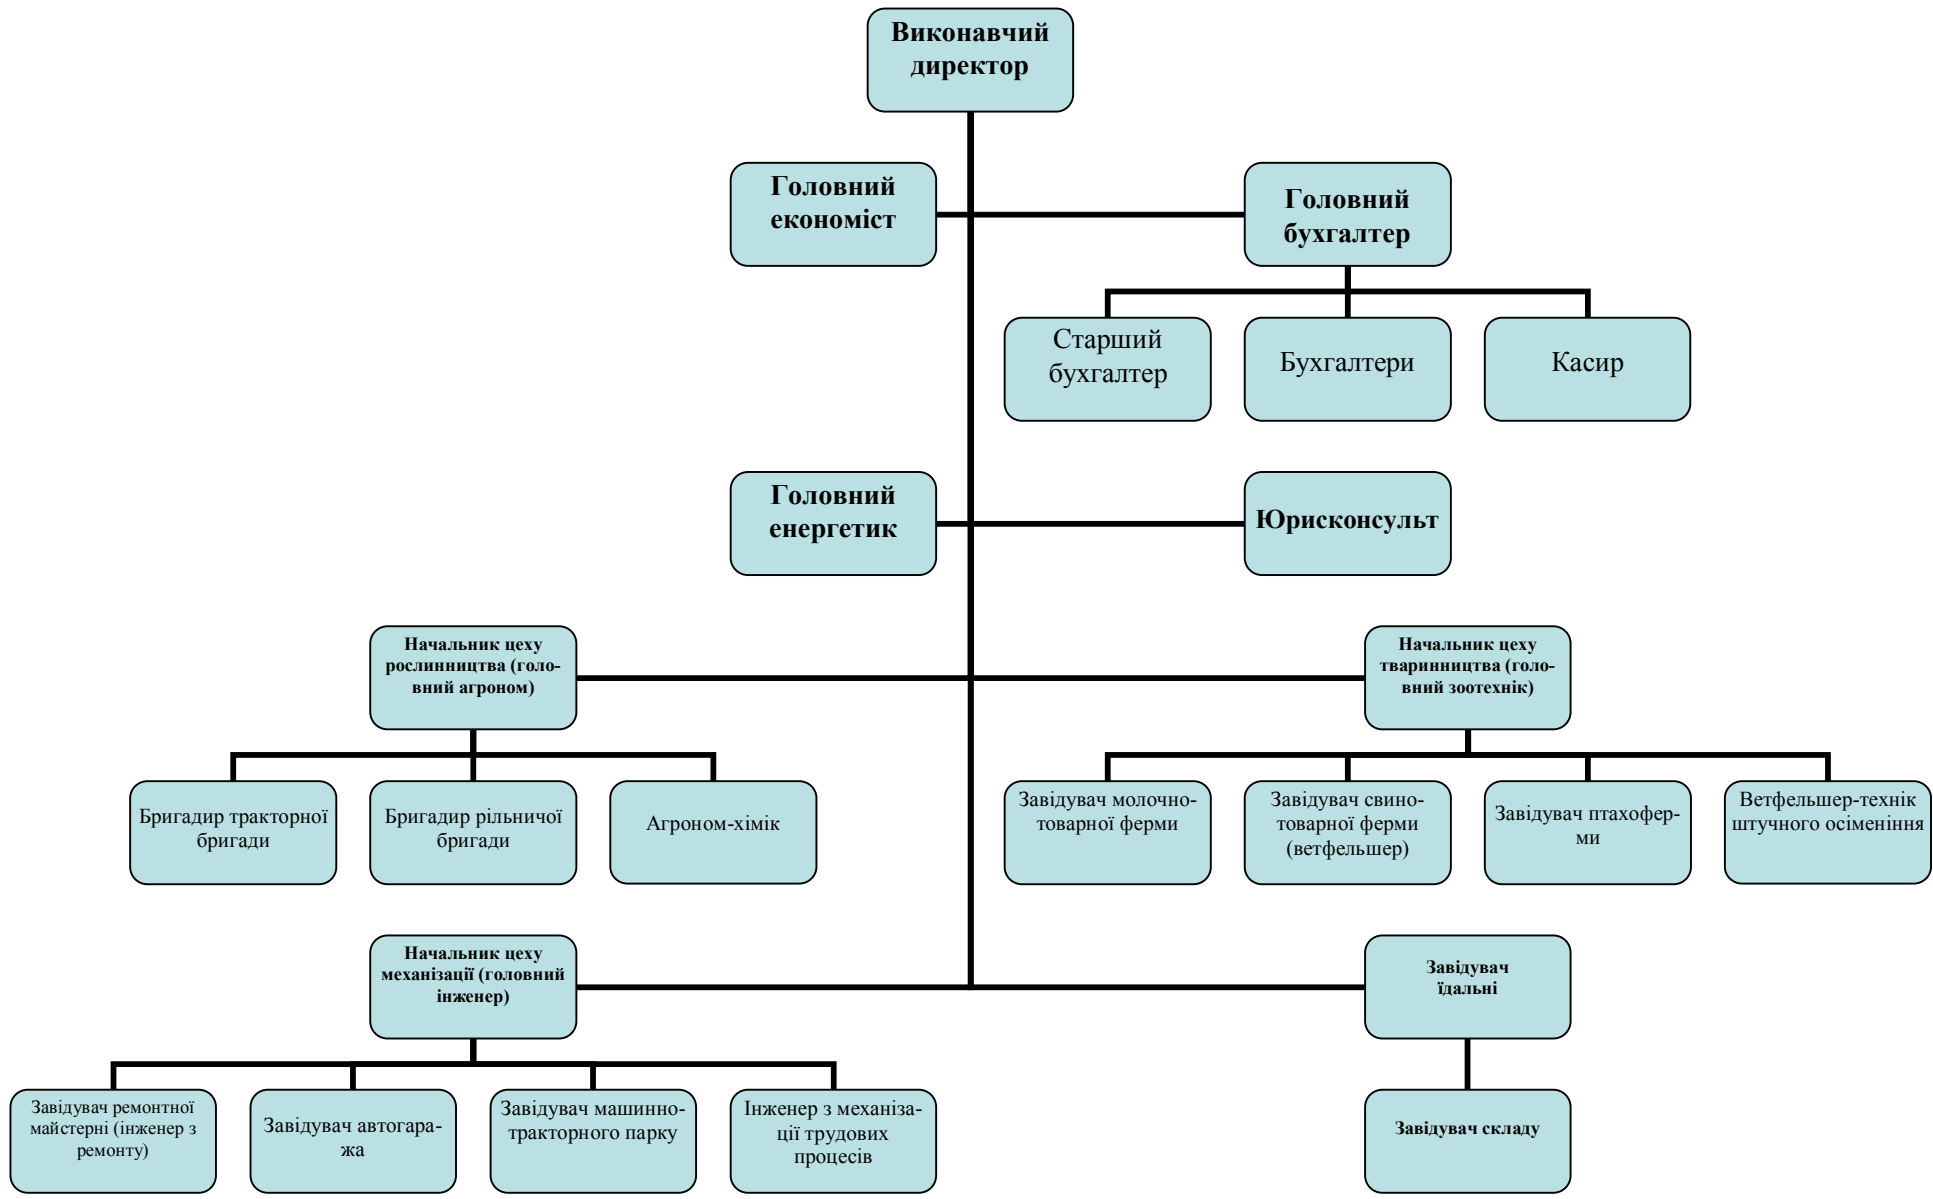 Виконавчий
директор
Головний
економіст
Головний
бухгалтер
Старший
бухгалтер
Бухгалтери
Касир
Головний
енергетик
Юрисконсульт
Начальник цеху
рослинництва (голо-
вний агроном)
Начальник цеху
тваринництва (голо-
вний зоотехнік)
Бригадир тракторної
бригади
Бригадир рільничої
бригади
Агроном-хімік
Завідувач молочно-
товарної ферми
Завідувач свино-
товарної ферми
(ветфельшер)
Завідувач птахофер-
ми
Ветфельшер-технік
штучного осіменіння
Начальник цеху
механізації (головний
інженер)
Завідувач
їдальні
Завідувач ремонтної
майстерні (інженер з
ремонту)
Завідувач автогара-
жа
Завідувач машинно-
тракторного парку
Інженер з механіза-
ції трудових
процесів
Завідувач складу